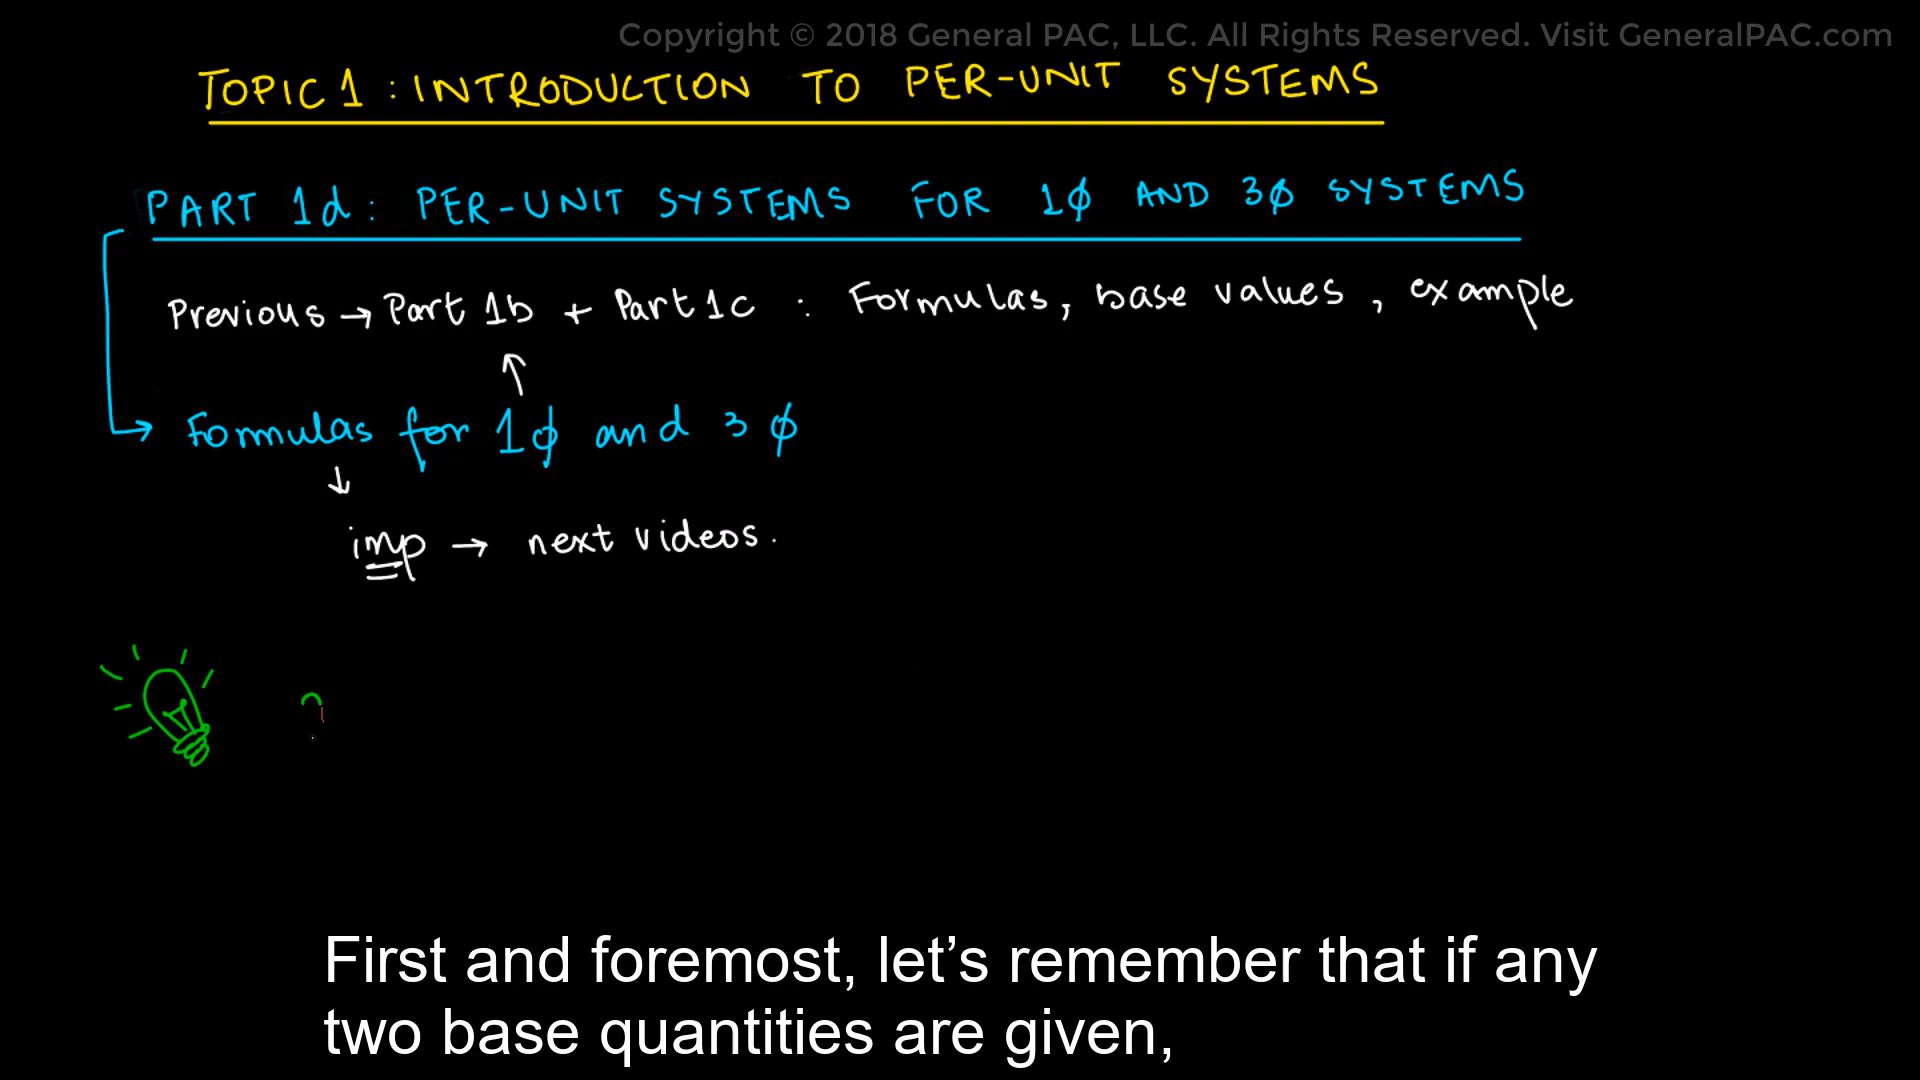 Copyright © 2018 General PAC, LLC. All Rights Reserved. Visit GeneralPAC.com
TOPIC 1 : INTRODUCTION TO PER-UNIT SYSTEMS
PART 1d : PER-UNIT SYSTEMS FOR 1ϕ AND 3ϕ SYSTEMS
Previous → Part 1b + Part 1c : Formulas, base values, example
Formulas for 1ϕ and 3ϕ
imp → next videos.
First and foremost, let’s remember that if any
two base quantities are given,